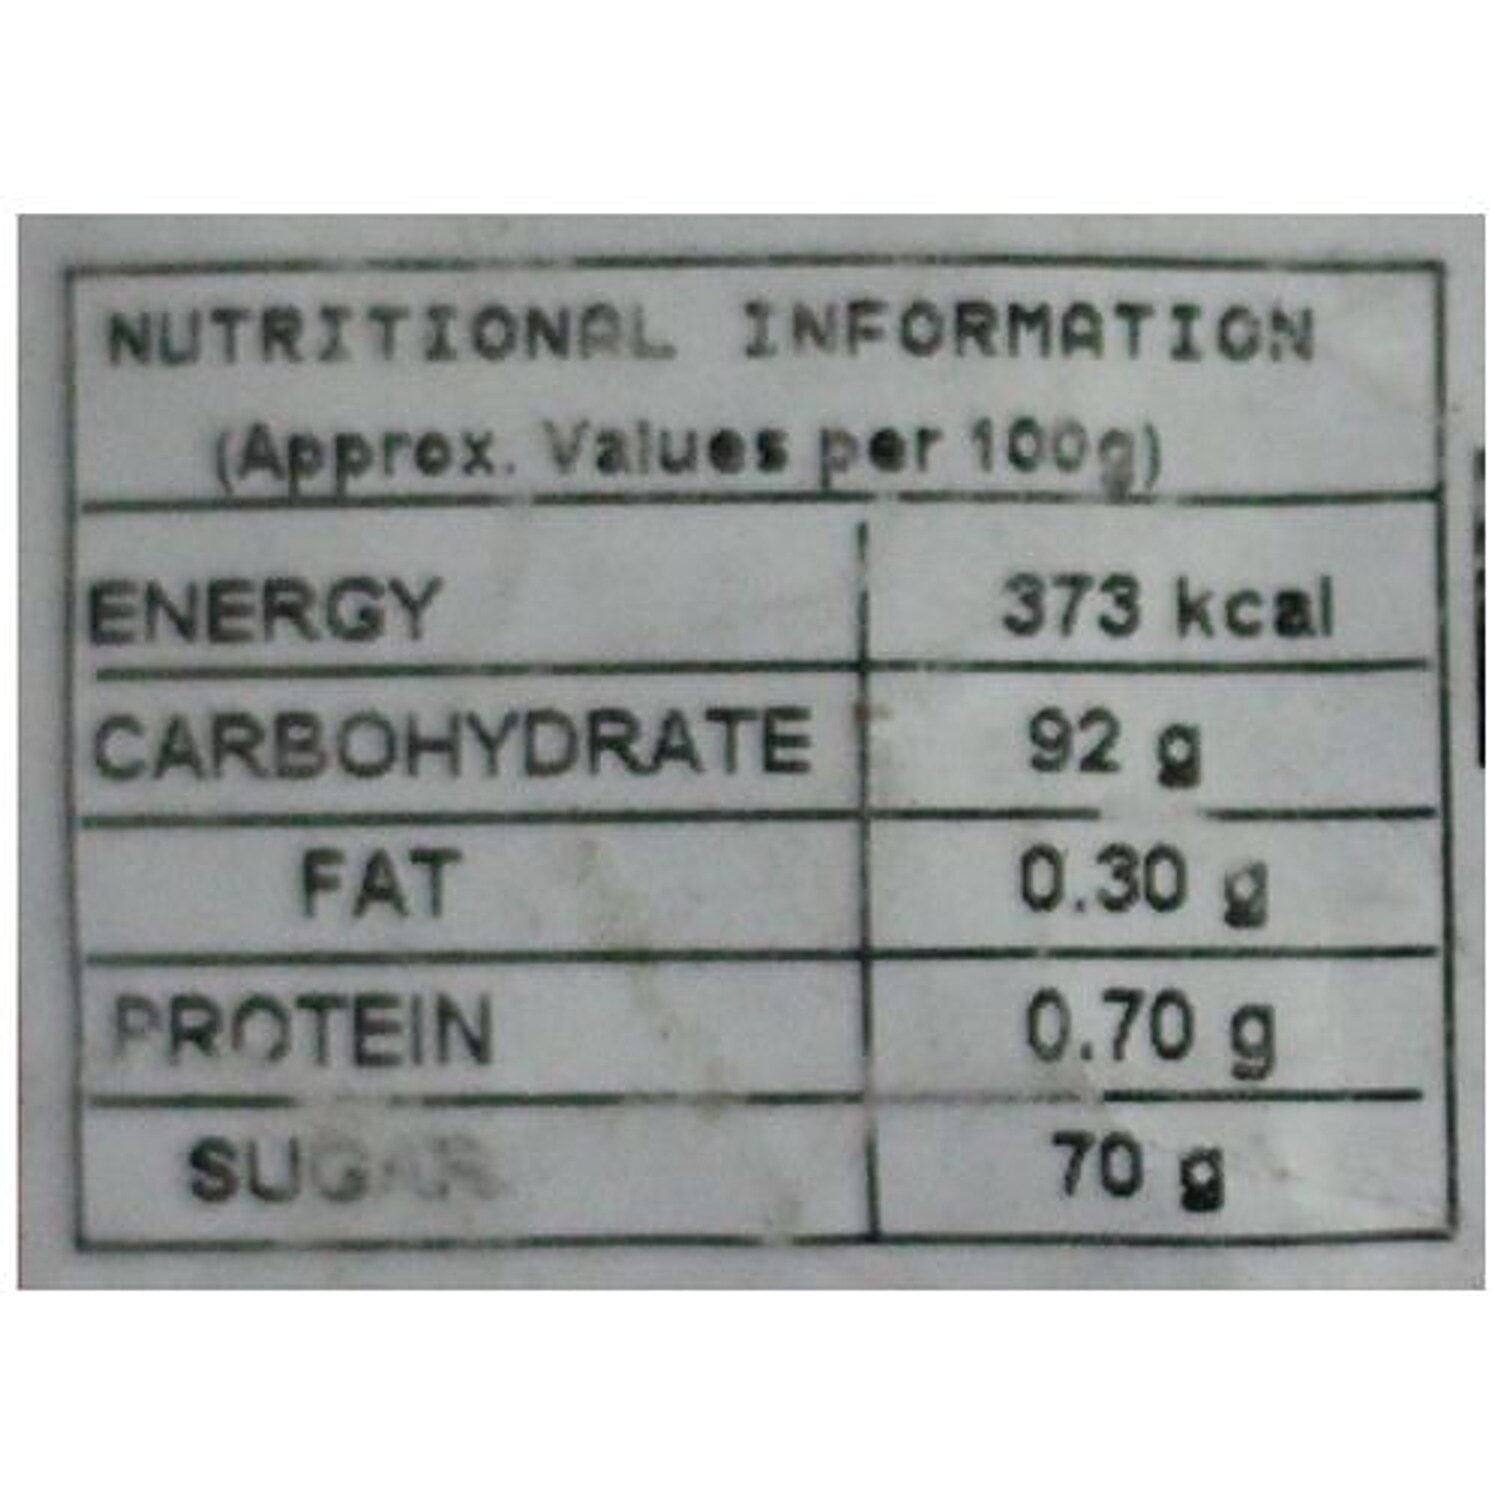 NUTRITIONAL INFORMATION
(Approx. Values per 100g)
ENERGY 373 kcal
CARBOHYDRATE 92 g
FAT 0.30 g
PROTEIN 0.70 g
SUGAR 70 g